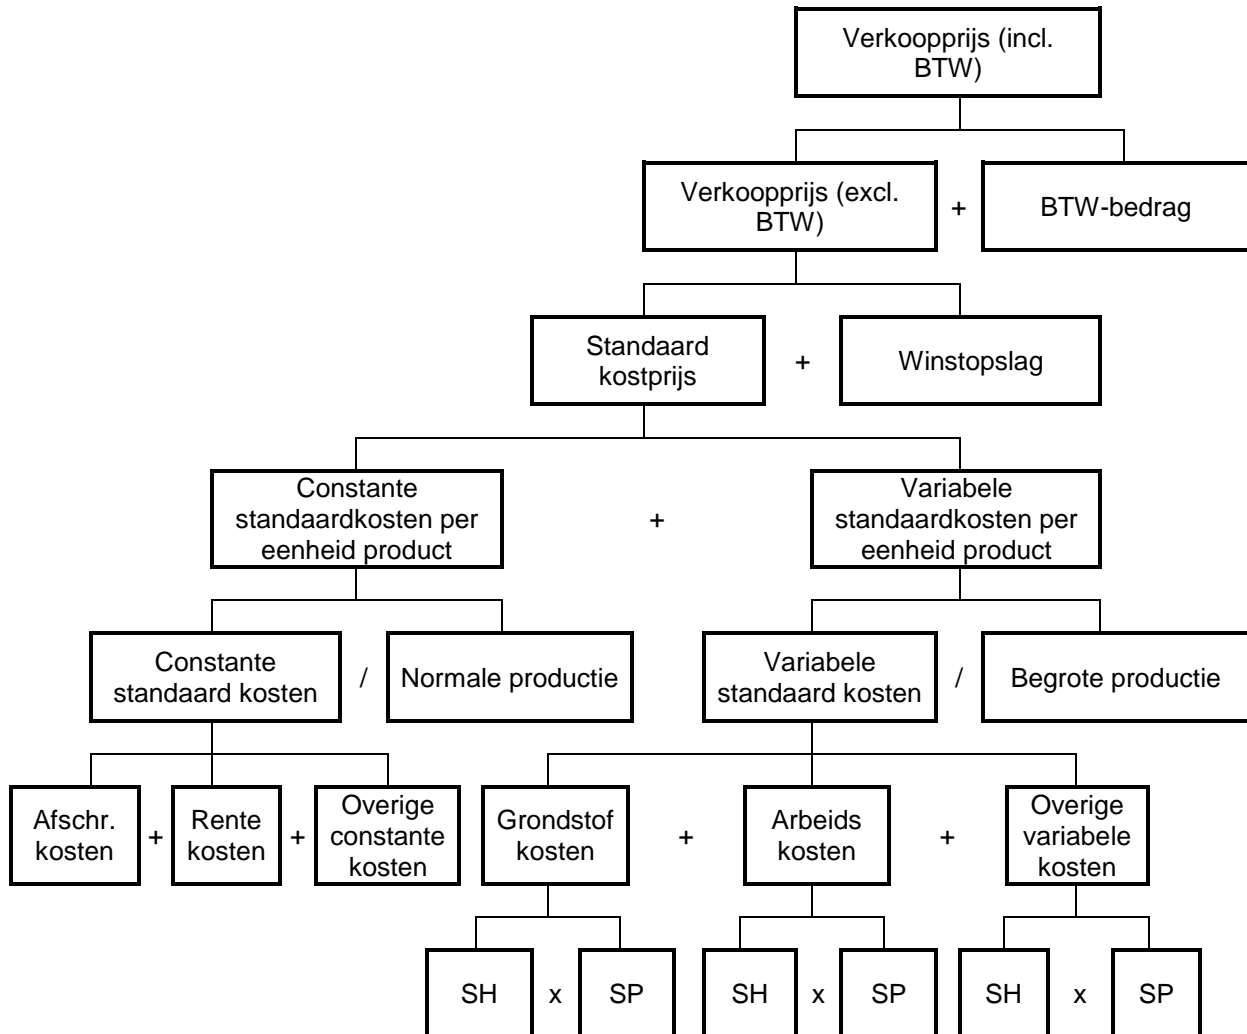 Verkoopprijs (incl.
BTW)
Verkoopprijs (excl.
BTW)
+
BTW-bedrag
Standaard
kostprijs
+
Winstopslag
Constante
standaardkosten per
eenheid product
+
Variabele
standaardkosten per
eenheid product
Constante
standaard kosten
/
Normale productie
Variabele
standaard kosten
/
Begrote productie
Afschr.
kosten
+
Rente
kosten
+
Overige
constante
kosten
Grondstof
kosten
+
Arbeids
kosten
+
Overige
variabele
kosten
SH
x
SP
SH
x
SP
SH
x
SP